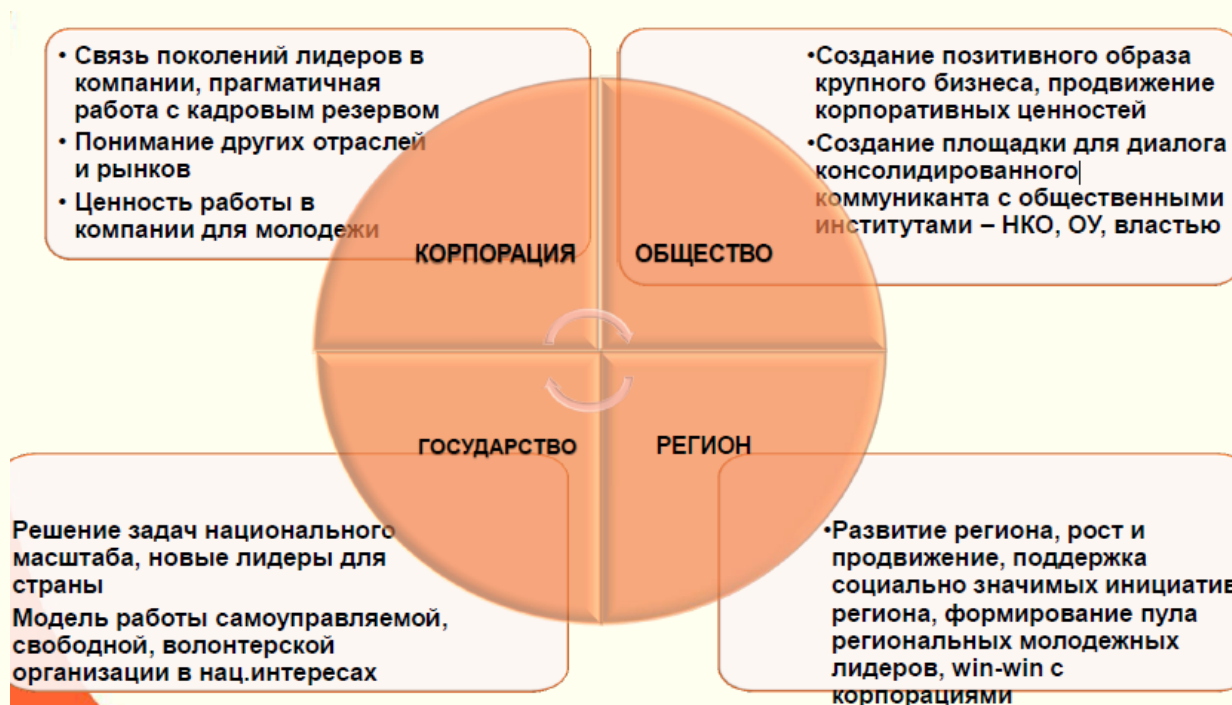 • Связь поколений лидеров в
компании, прагматичная
работа с кадровым резервом
• Понимание других отраслей
и рынков
• Ценность работы в
компании для молодежи
•Создание позитивного образа
крупного бизнеса, продвижение
корпоративных ценностей
•Создание площадки для диалога
консолидированного
коммуниканта с общественными
институтами – НКО, ОУ, властью
КОРПОРАЦИЯ
ОБЩЕСТВО
ГОСУДАРСТВО
РЕГИОН
Решение задач национального
масштаба, новые лидеры для
страны
Модель работы самоуправляемой,
свободной, волонтерской
организации в нац.интересах
•Развитие региона, рост и
продвижение, поддержка
социально значимых инициатив
региона, формирование пула
региональных молодежных
лидеров, win-win с
корпорациями